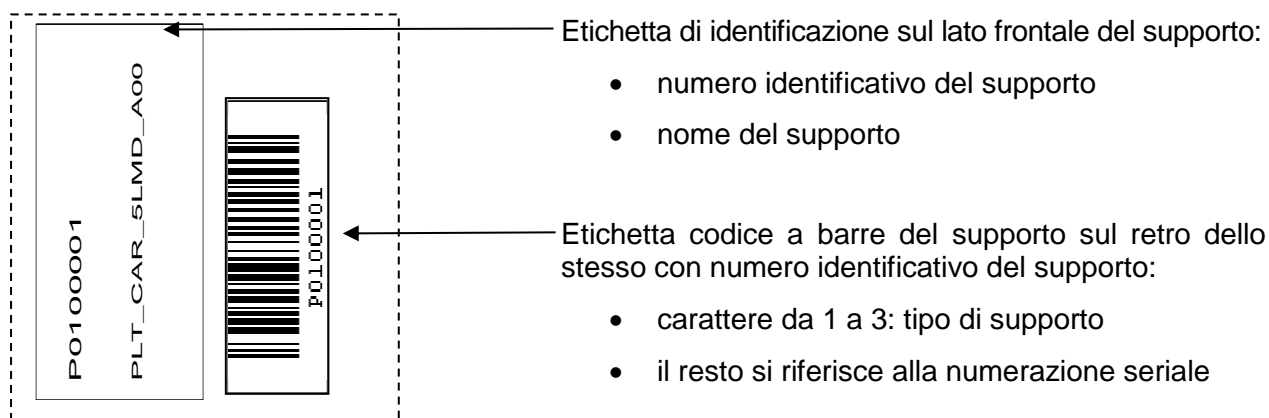 P0100001
PLT_CAR_5LMD_A00
P0100001
Etichetta di identificazione sul lato frontale del supporto:
• numero identificativo del supporto
• nome del supporto
Etichetta codice a barre del supporto sul retro dello
stesso con numero identificativo del supporto:
• carattere da 1 a 3: tipo di supporto
• il resto si riferisce alla numerazione seriale